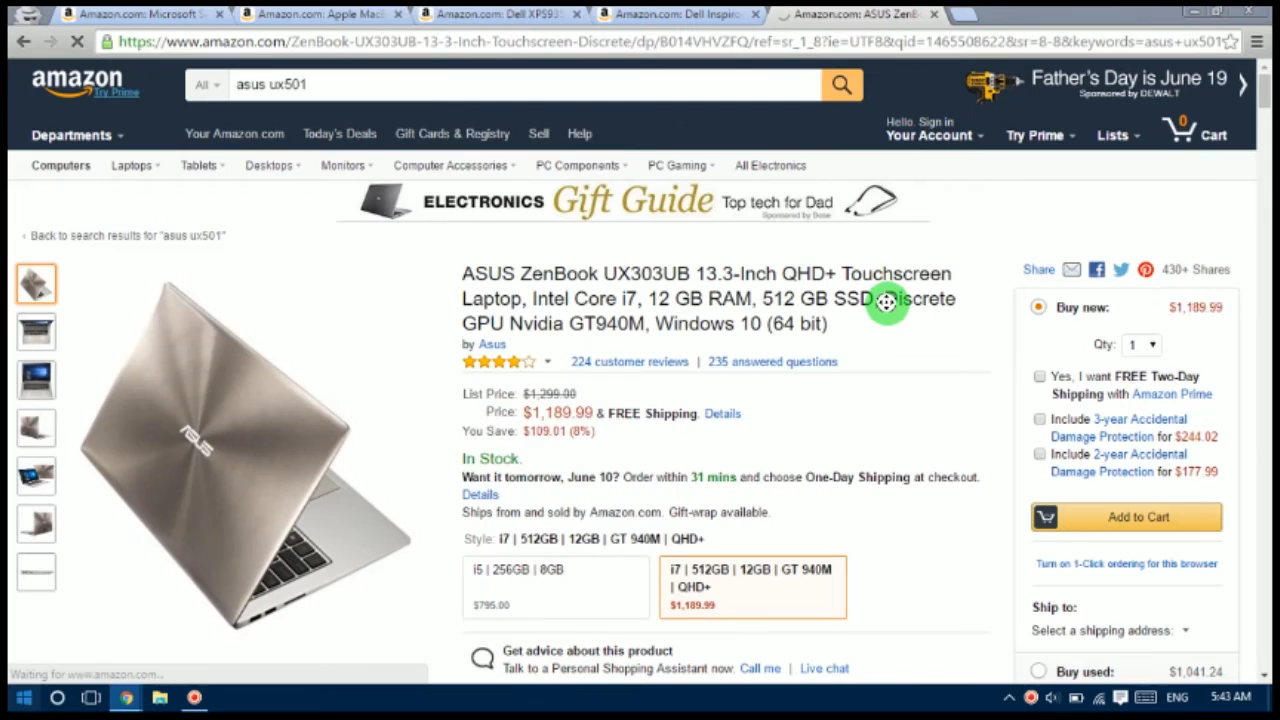 Amazon.com: Microsoft S
Amazon.com: Apple MacB
Amazon.com: Dell XPS93
Amazon.com: Dell Inspiro
Amazon.com: ASUS ZenB
https://www.amazon.com/ZenBook-UX303UB-13-3-Inch-Touchscreen-Discrete/dp/B014VHVZFQ/ref=sr_1_8?ie=UTF8&qid=1465508622&sr=8-8&keywords=asus+ux501
amazon
Try Prime
All
asus ux501
Father's Day is June 19
Sponsored by DEWALT
Departments
Your Amazon.com
Today's Deals
Gift Cards & Registry
Sell
Help
Hello. Sign in
Your Account
Try Prime
Lists
0
Cart
Computers
Laptops
Tablets
Desktops
Monitors
Computer Accessories
PC Components
PC Gaming
All Electronics
ELECTRONICS Gift Guide Top tech for Dad
Sponsored by Bose
‹ Back to search results for "asus ux501"
ASUS ZenBook UX303UB 13.3-Inch QHD+ Touchscreen
Laptop, Intel Core i7, 12 GB RAM, 512 GB SSD, Discrete
GPU Nvidia GT940M, Windows 10 (64 bit)
by Asus
224 customer reviews | 235 answered questions
List Price: $1,299.00
Price: $1,189.99 & FREE Shipping. Details
You Save: $109.01 (8%)
In Stock.
Want it tomorrow, June 10? Order within 31 mins and choose One-Day Shipping at checkout.
Details
Ships from and sold by Amazon.com. Gift-wrap available.
Style: i7 | 512GB | 12GB | GT 940M | QHD+
i5 | 256GB | 8GB
$795.00
i7 | 512GB | 12GB | GT 940M
| QHD+
$1,189.99
Get advice about this product
Talk to a Personal Shopping Assistant now. Call me | Live chat
Share
430+ Shares
Buy new: $1,189.99
Qty: 1
Yes, I want FREE Two-Day
Shipping with Amazon Prime
Include 3-year Accidental
Damage Protection for $244.02
Include 2-year Accidental
Damage Protection for $177.99
Add to Cart
Turn on 1-Click ordering for this browser
Ship to:
Select a shipping address:
Buy used: $1,041.24
ASUS
Waiting for www.amazon.com...
ENG
5:43 AM